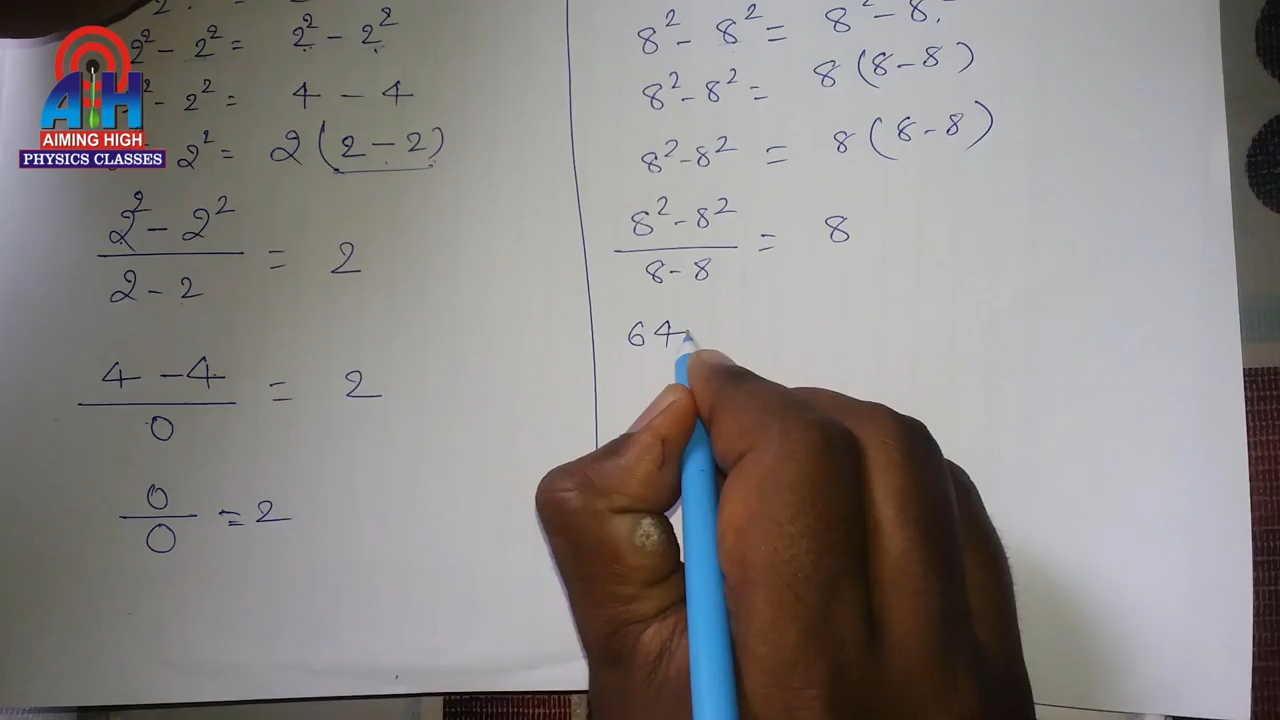 AIMING HIGH
PHYSICS CLASSES
2² - 2² = 2² - 2²
2² = 4 - 4
2² = 2 (2 - 2)
2² - 2² / 2 - 2 = 2
4 - 4 / 0 = 2
0 / 0 = 2
8² - 8² = 8² - 8
8² - 8² = 8 (8 - 8)
8² - 8² = 8 (8 - 8)
8² - 8² / 8 - 8 = 8
64